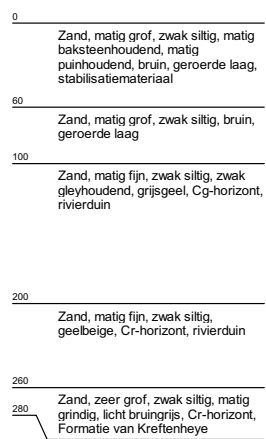 0
Zand, matig grof, zwak siltig, matig
baksteenhoudend, matig
puinhoudend, bruin, geroerde laag,
stabilisatiemateriaal
60
Zand, matig grof, zwak siltig, bruin,
geroerde laag
100
Zand, matig fijn, zwak siltig, zwak
gleyhoudend, grijsgeel, Cg-horizont,
rivierduin
200
Zand, matig fijn, zwak siltig,
geelbeige, Cr-horizont, rivierduin
260
Zand, zeer grof, zwak siltig, matig
grindig, licht bruingrijs, Cr-horizont,
Formatie van Kreftenheye
280